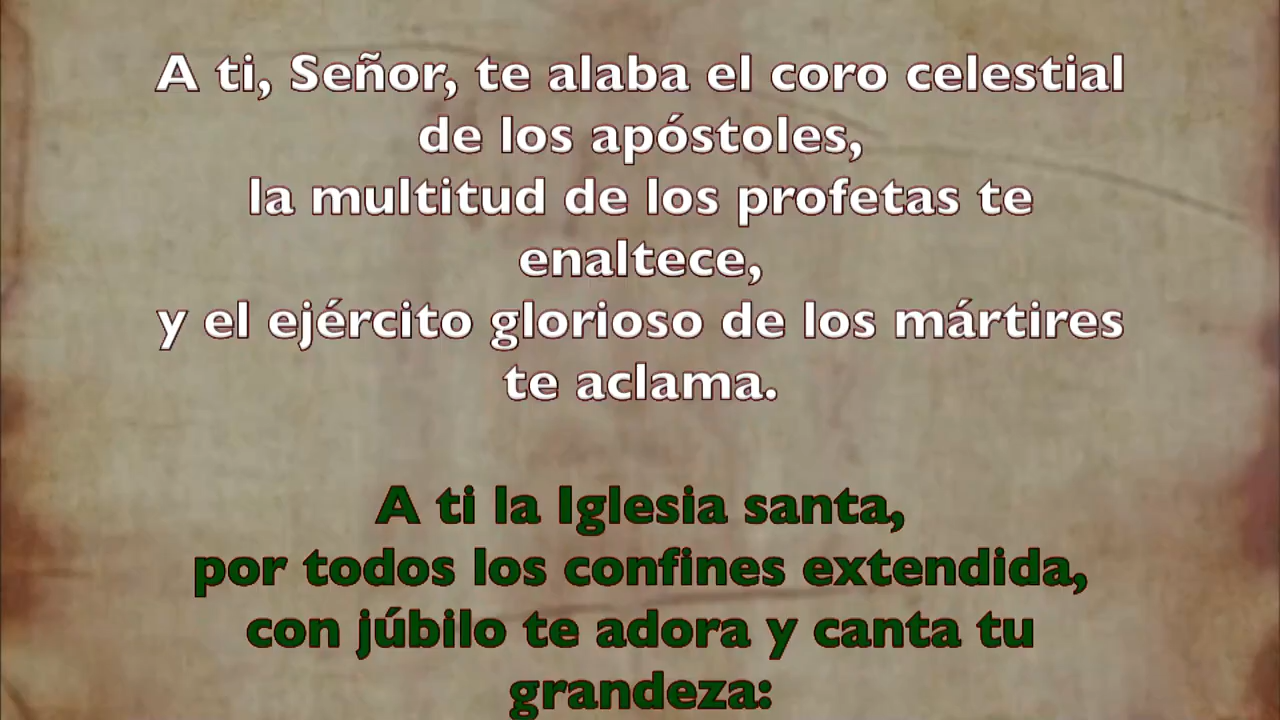 A ti, Señor, te alaba el coro celestial
de los apóstoles,
la multitud de los profetas te
enaltece,
y el ejército glorioso de los mártires
te aclama.
A ti la Iglesia santa,
por todos los confines extendida,
con júbilo te adora y canta tu
grandeza: